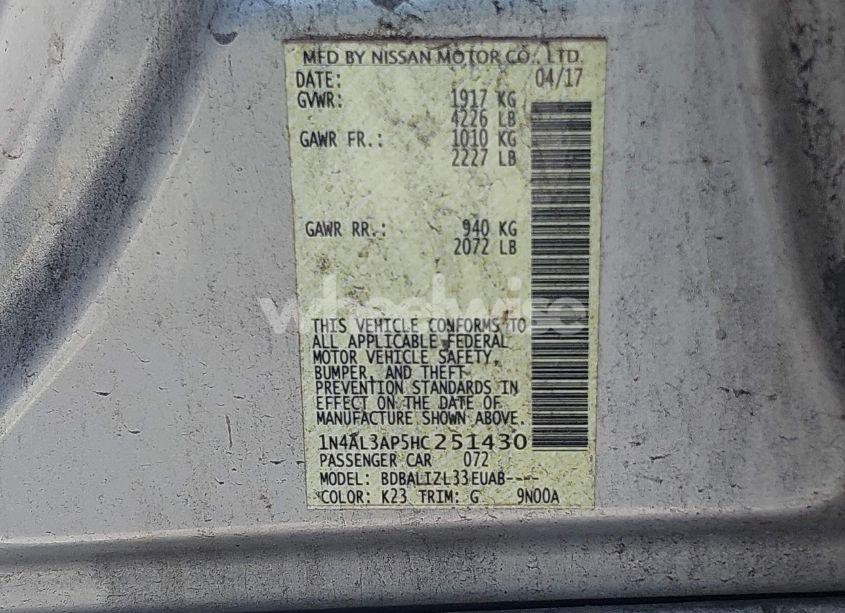 MFD BY NISSAN MOTOR CO., LTD.
DATE: 04/17
GVWR: 1917 KG
4226 LB
GAWR FR.: 1010 KG
2227 LB
GAWR RR.: 940 KG
2072 LB
wheelwise
THIS VEHICLE CONFORMS TO
ALL APPLICABLE FEDERAL
MOTOR VEHICLE SAFETY,
BUMPER, AND THEFT
PREVENTION STANDARDS IN
EFFECT ON THE DATE OF
MANUFACTURE SHOWN ABOVE.
1N4AL3AP5HC251430
PASSENGER CAR 072
MODEL: BDBALIZL33EUAB----
COLOR: K23 TRIM: G 9N00A